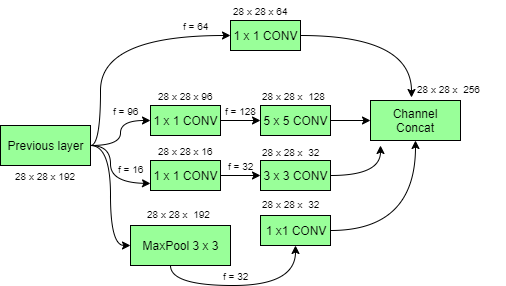 28 x 28 x 64
f = 64
1 x 1 CONV
28 x 28 x 256
28 x 28 x 96
28 x 28 x  128
f = 96
1 x 1 CONV
f = 128
5 x 5 CONV
Channel
Concat
Previous layer
28 x 28 x 192
28 x 28 x 16
28 x 28 x  32
f = 16
1 x 1 CONV
f = 32
3 x 3 CONV
28 x 28 x  192
28 x 28 x  32
MaxPool 3 x 3
1 x1 CONV
f = 32